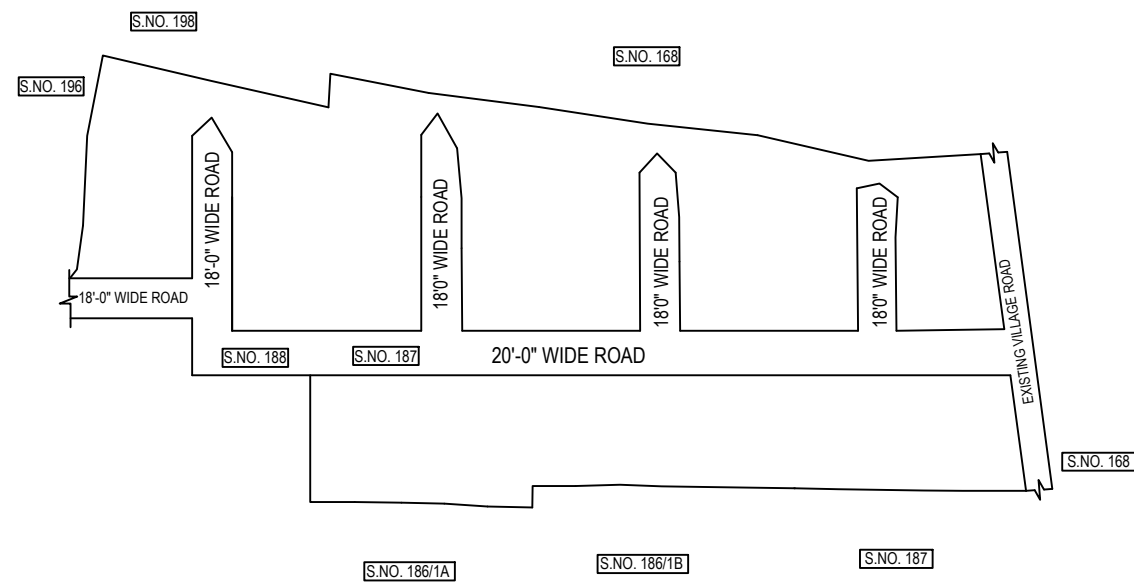 S.NO. 198
S.NO. 168
S.NO. 196
18'-0" WIDE ROAD
18'0" WIDE ROAD
18'0" WIDE ROAD
18'0" WIDE ROAD
18'-0" WIDE ROAD
EXISTING VILLAGE ROAD
S.NO. 188
S.NO. 187
20'-0" WIDE ROAD
S.NO. 168
S.NO. 186/1A
S.NO. 186/1B
S.NO. 187